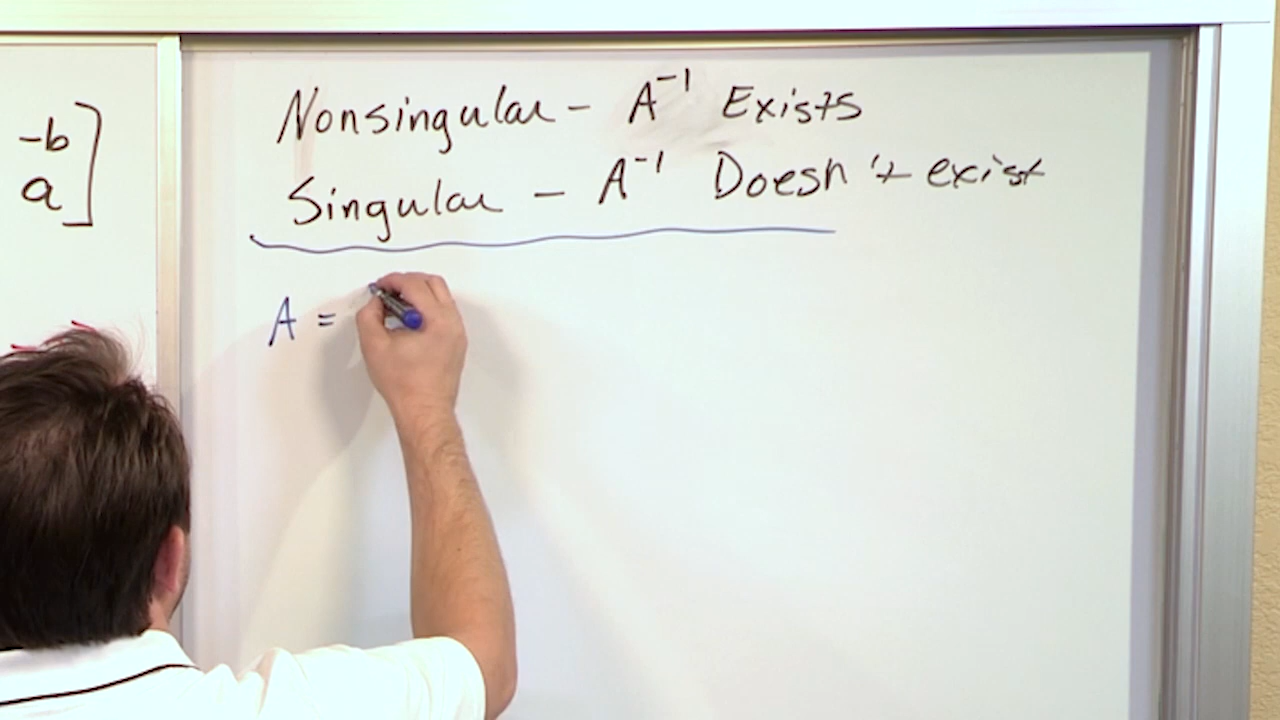 -b
a
Nonsingular - A⁻¹ Exists
Singular - A⁻¹ Doesn't exist
A =